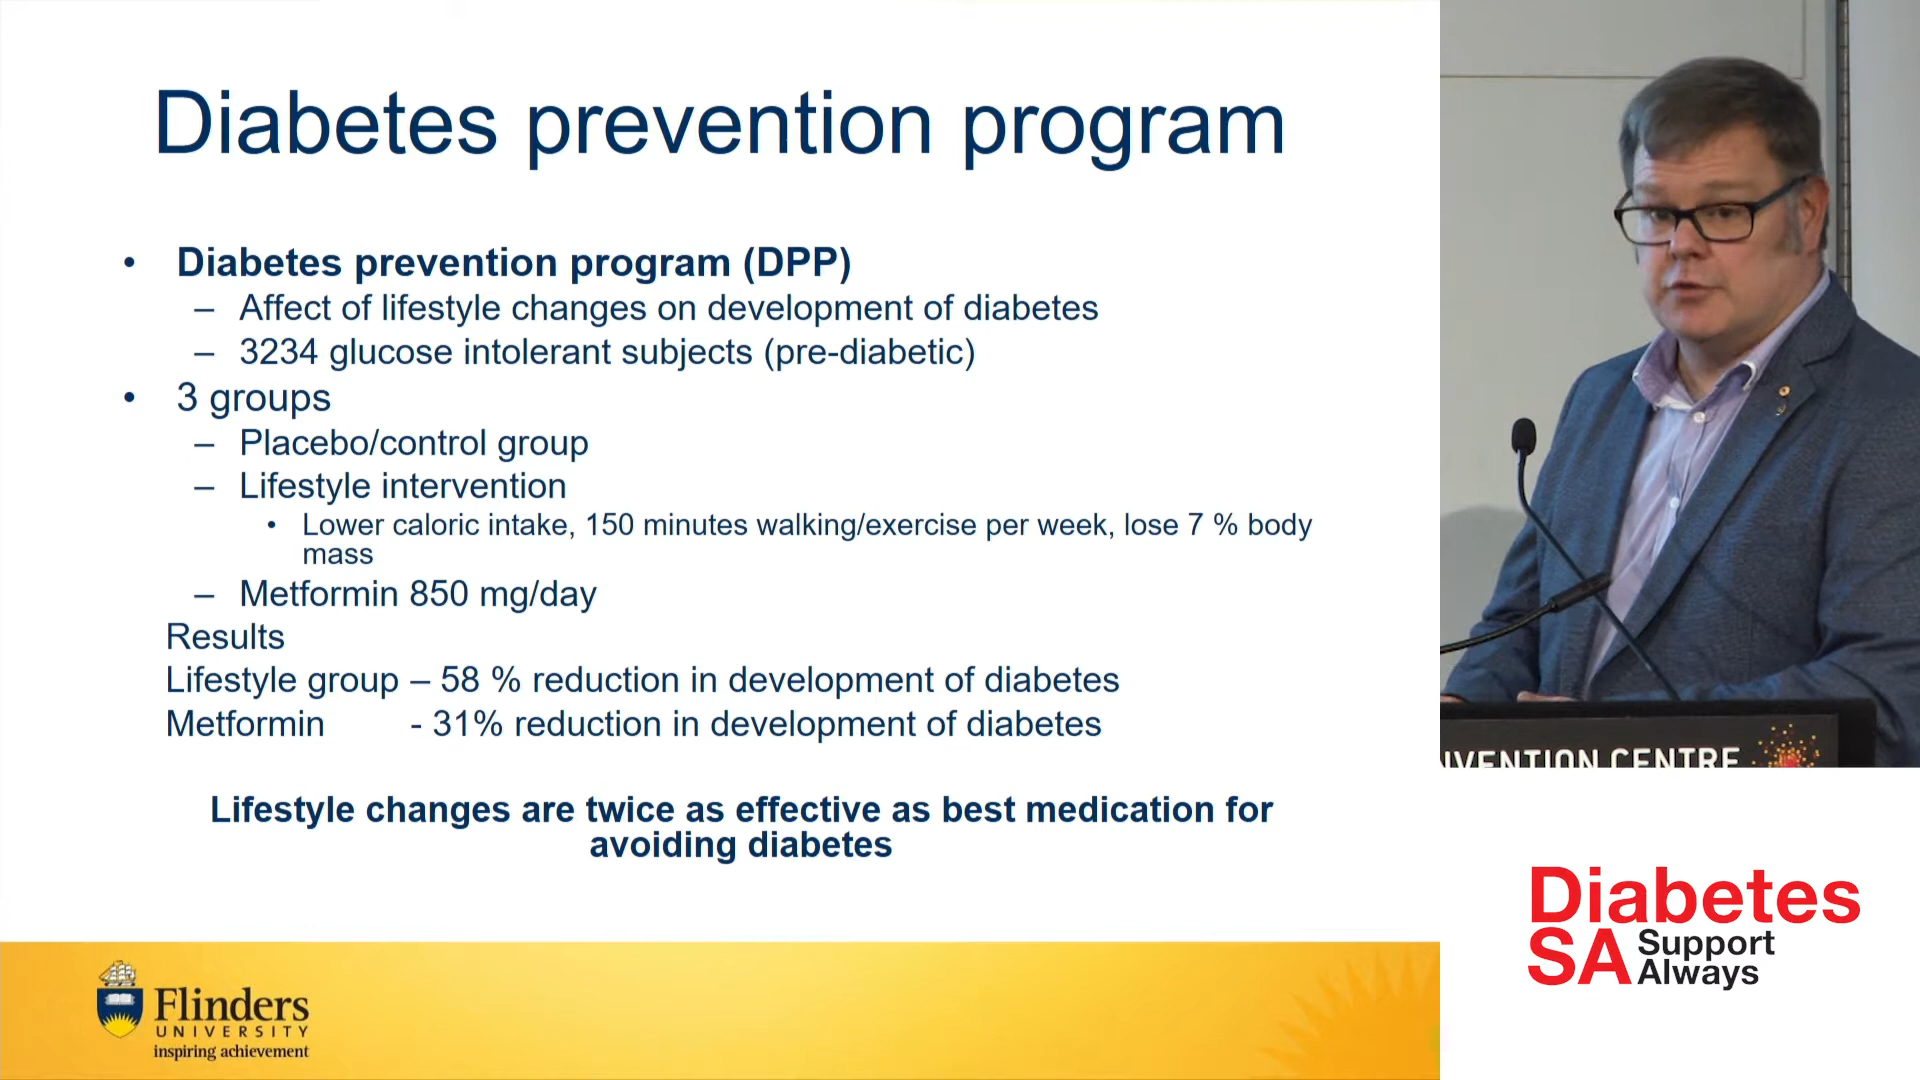 Diabetes prevention program
• Diabetes prevention program (DPP)
– Affect of lifestyle changes on development of diabetes
– 3234 glucose intolerant subjects (pre-diabetic)
• 3 groups
– Placebo/control group
– Lifestyle intervention
• Lower caloric intake, 150 minutes walking/exercise per week, lose 7 % body
mass
– Metformin 850 mg/day
Results
Lifestyle group – 58 % reduction in development of diabetes
Metformin - 31% reduction in development of diabetes
Lifestyle changes are twice as effective as best medication for
avoiding diabetes
Flinders
UNIVERSITY
inspiring achievement
NVENTION CENTRE
Diabetes
SA Support
Always